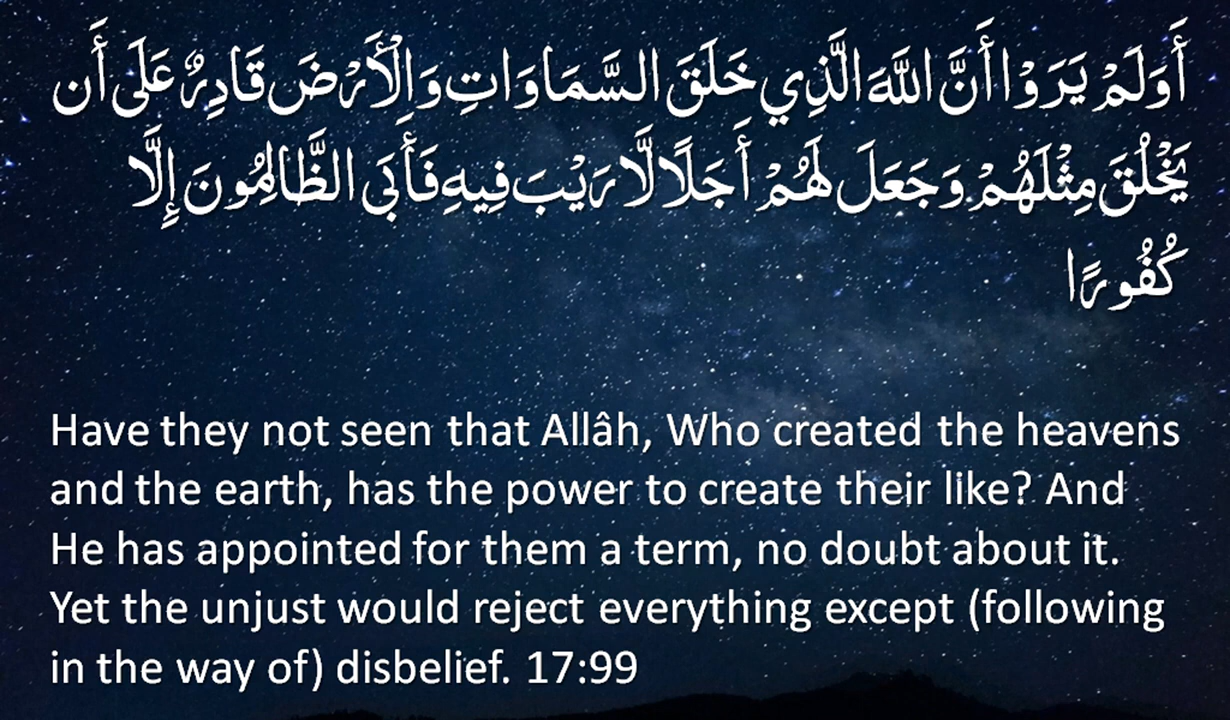 أَوَلَمْ يَرَوْا أَنَّ اللَّهَ الَّذِي خَلَقَ السَّمَاوَاتِ وَالْأَرْضَ قَادِرٌ عَلَى أَن
يَخْلُقَ مِثْلَهُمْ وَجَعَلَ لَهُمْ أَجَلًا لَّا رَيْبَ فِيهِ فَأَبَى الظَّالِمُونَ إِلَّا
كُفُورًا
Have they not seen that Allâh, Who created the heavens
and the earth, has the power to create their like? And
He has appointed for them a term, no doubt about it.
Yet the unjust would reject everything except (following
in the way of) disbelief. 17:99